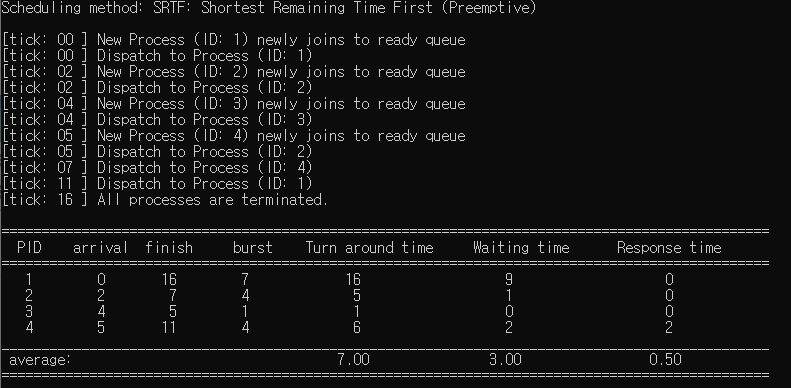 Scheduling method: SRTF: Shortest Remaining Time First (Preemptive)
[tick: 00 ] New Process (ID: 1) newly joins to ready queue
[tick: 00 ] Dispatch to Process (ID: 1)
[tick: 02 ] New Process (ID: 2) newly joins to ready queue
[tick: 02 ] Dispatch to Process (ID: 2)
[tick: 04 ] New Process (ID: 3) newly joins to ready queue
[tick: 04 ] Dispatch to Process (ID: 3)
[tick: 05 ] New Process (ID: 4) newly joins to ready queue
[tick: 05 ] Dispatch to Process (ID: 2)
[tick: 07 ] Dispatch to Process (ID: 4)
[tick: 11 ] Dispatch to Process (ID: 1)
[tick: 16 ] All processes are terminated.
PID arrival finish burst Turn around time Waiting time Response time
1 0 16 7 16 9 0
2 2 7 4 5 1 0
3 4 5 1 1 0 0
4 5 11 4 6 2 2
average: 7.00 3.00 0.50